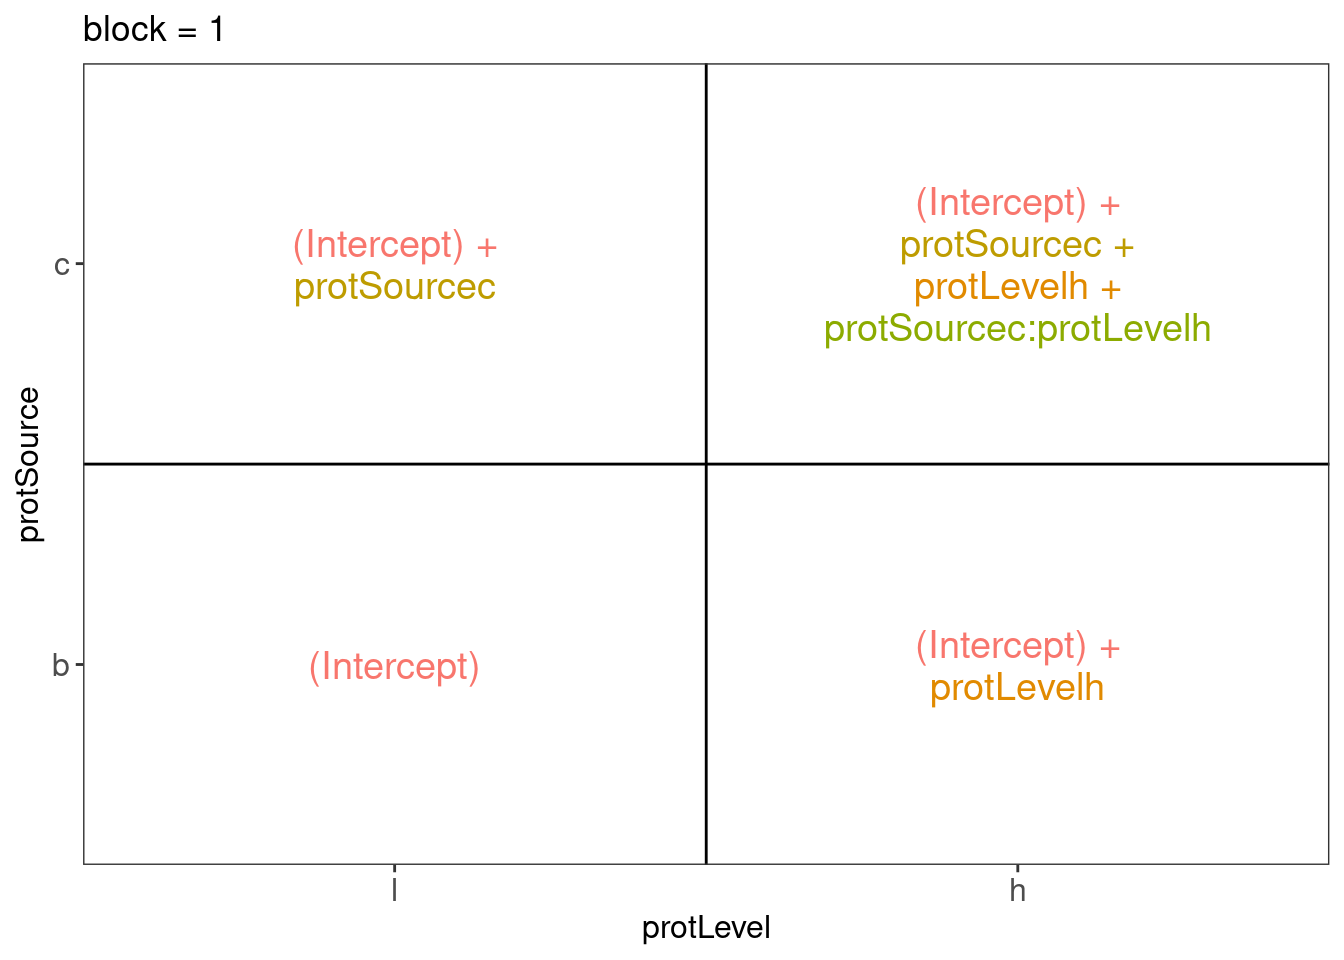 block = 1
(Intercept) +
protSourcec
(Intercept) +
protSourcec +
protLevelh +
protSourcec:protLevelh
c
protSource
b
(Intercept)
(Intercept) +
protLevelh
l
h
protLevel